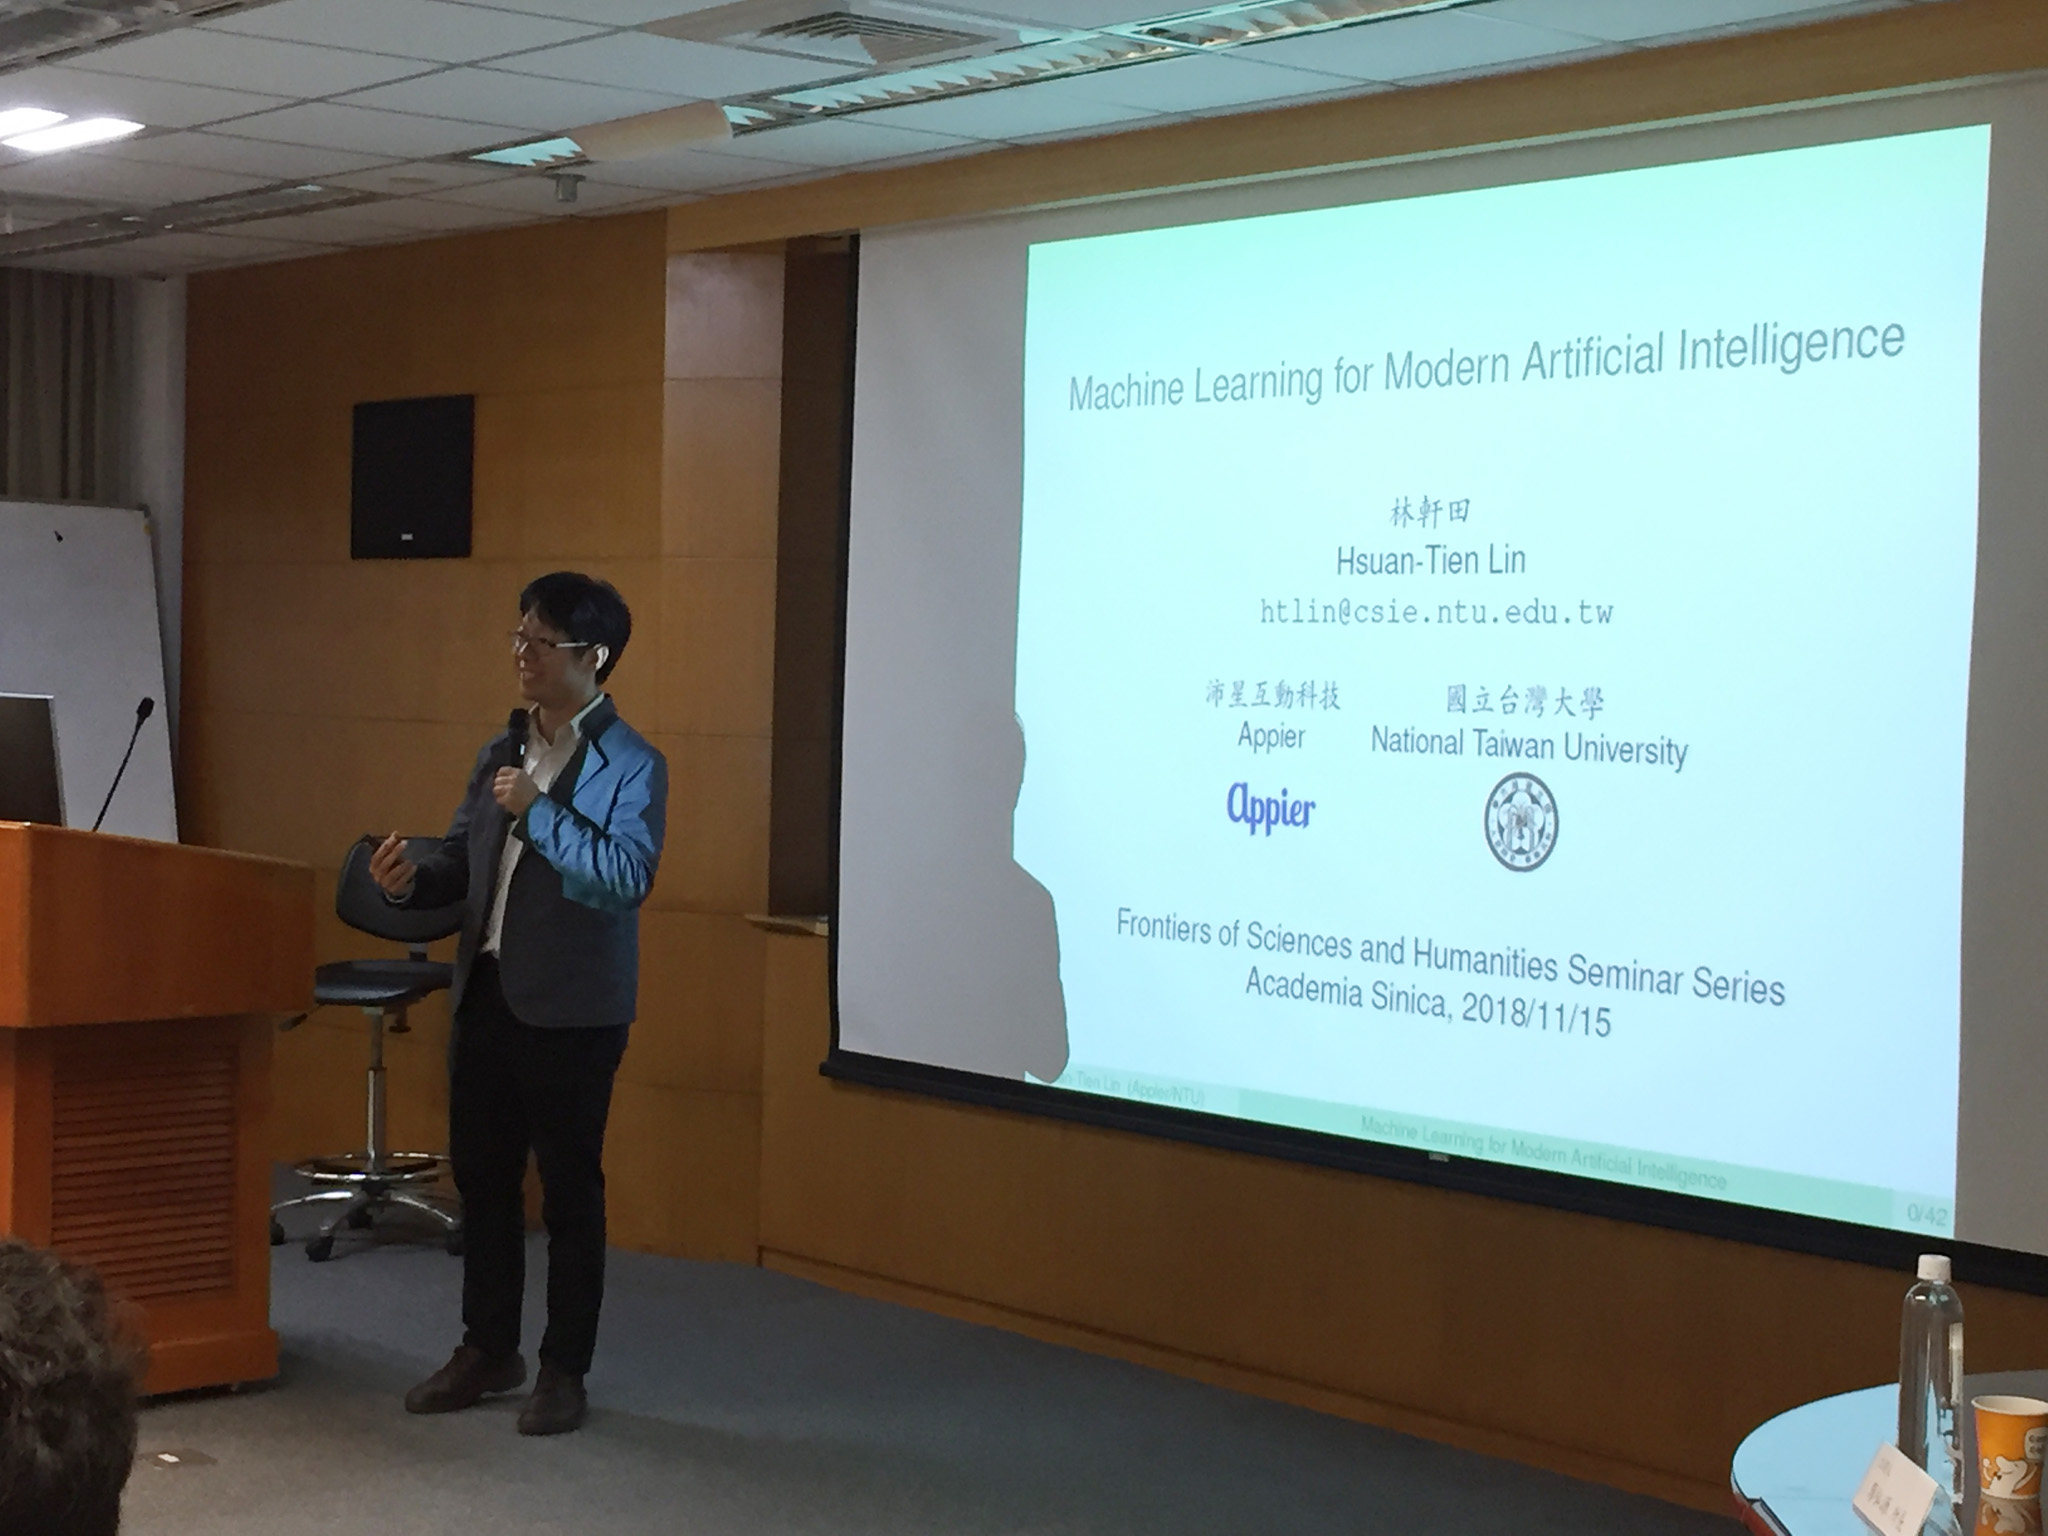 Machine Learning for Modern Artificial Intelligence
林軒田
Hsuan-Tien Lin
htlin@csie.ntu.edu.tw
沛星互動科技
Appier
國立台灣大學
National Taiwan University
Appier
Frontiers of Sciences and Humanities Seminar Series
Academia Sinica, 2018/11/15
Tien Lin (Appier/NTU)
Machine Learning for Modern Artificial Intelligence
0/42